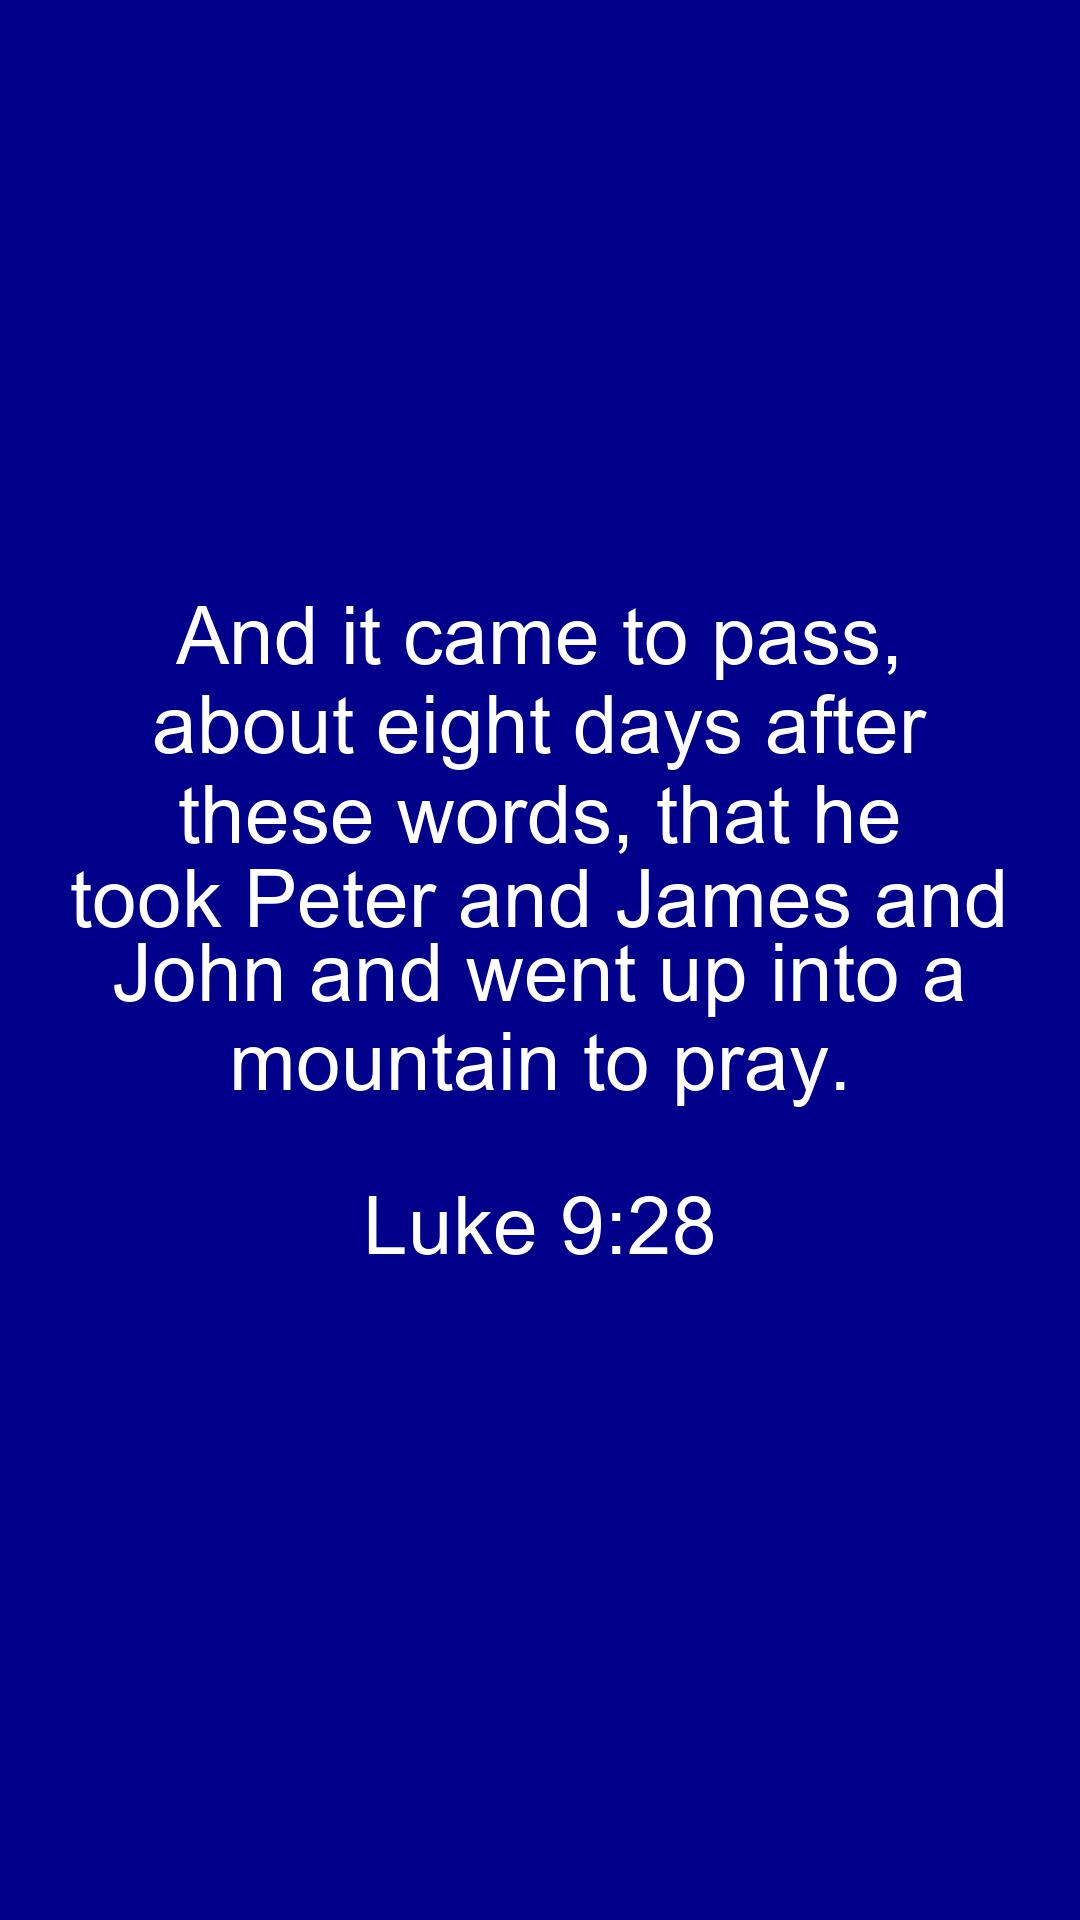 And it came to pass,
about eight days after
these words, that he
took Peter and James and
John and went up into a
mountain to pray.
Luke 9:28